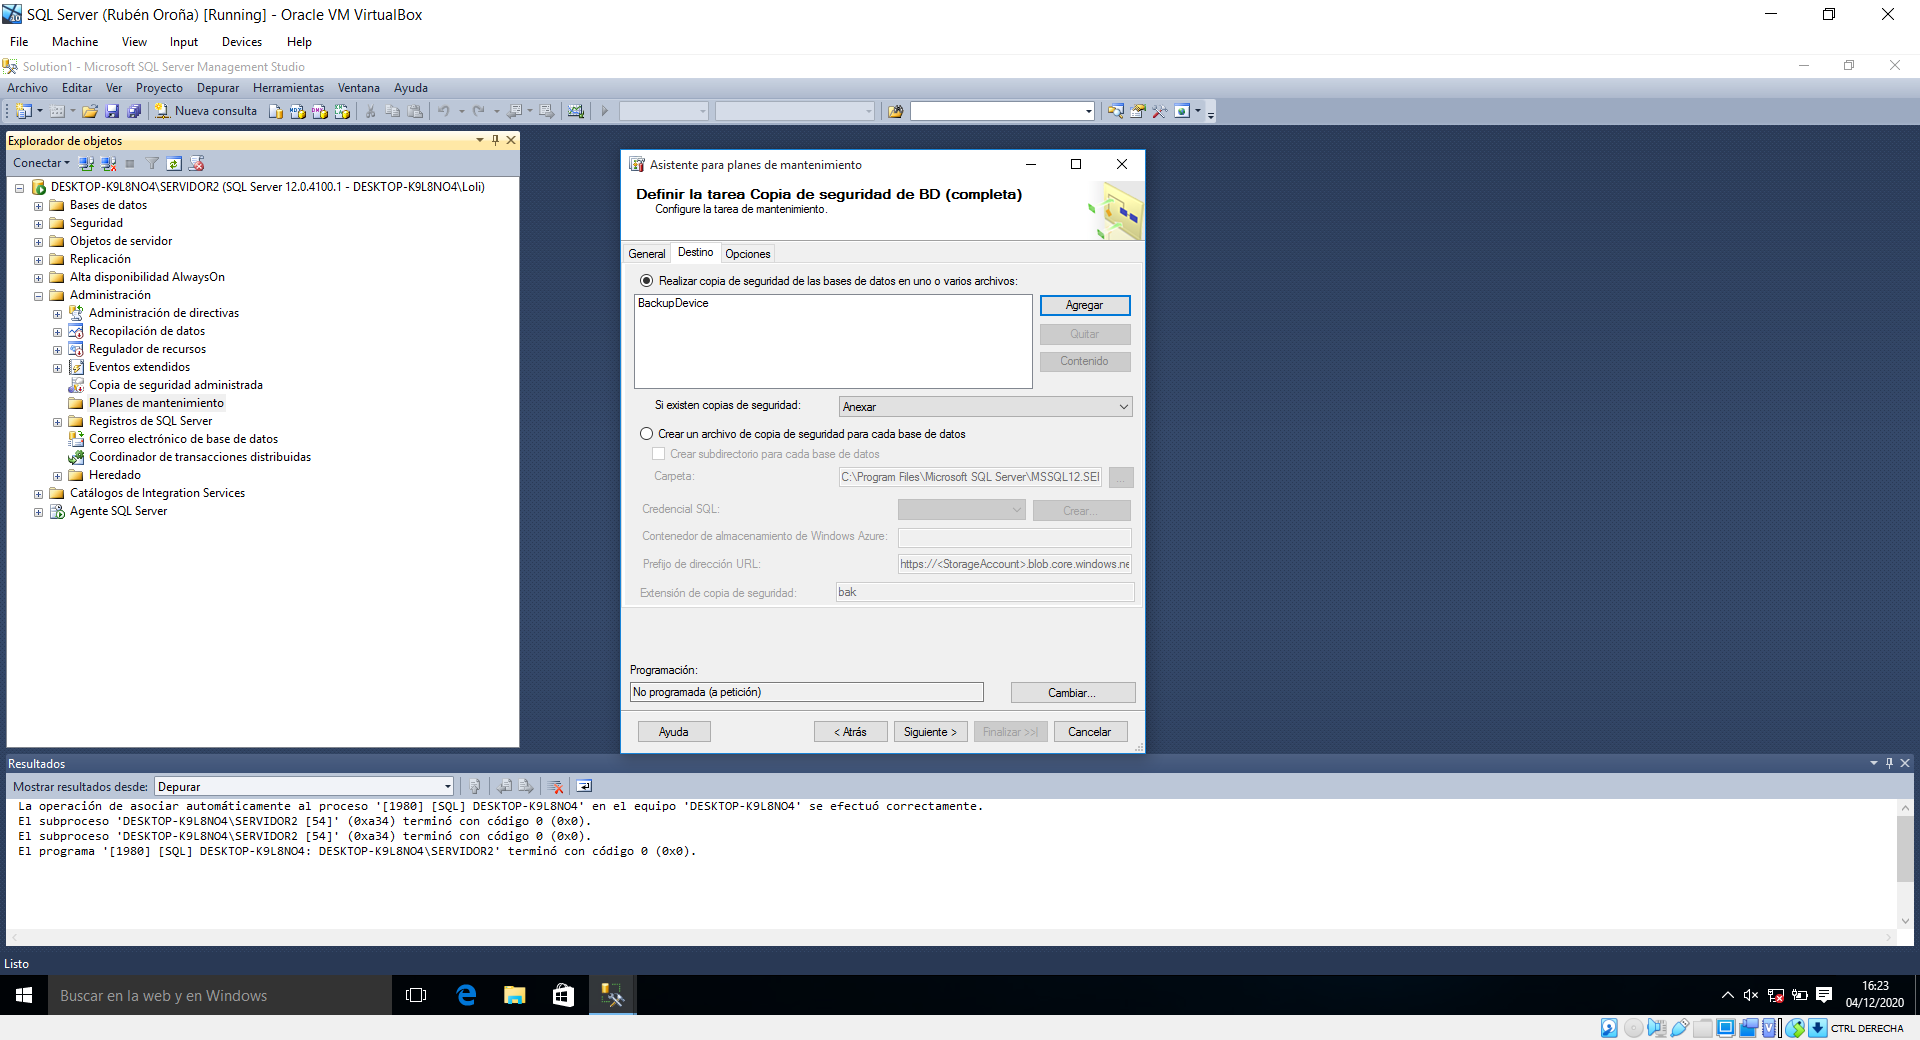 SQL Server (Rubén Oroña) [Running] - Oracle VM VirtualBox
File Machine View Input Devices Help
Solution1 - Microsoft SQL Server Management Studio
Archivo Editar Ver Proyecto Depurar Herramientas Ventana Ayuda
Nueva consulta
Explorador de objetos
Conectar
DESKTOP-K9L8NO4\SERVIDOR2 (SQL Server 12.0.4100.1 - DESKTOP-K9L8NO4\Loli)
Bases de datos
Seguridad
Objetos de servidor
Replicación
Alta disponibilidad AlwaysOn
Administración
Administración de directivas
Recopilación de datos
Regulador de recursos
Eventos extendidos
Copia de seguridad administrada
Planes de mantenimiento
Registros de SQL Server
Correo electrónico de base de datos
Coordinador de transacciones distribuidas
Heredado
Catálogos de Integration Services
Agente SQL Server
Asistente para planes de mantenimiento
Definir la tarea Copia de seguridad de BD (completa)
Configure la tarea de mantenimiento.
General Destino Opciones
Realizar copia de seguridad de las bases de datos en uno o varios archivos:
BackupDevice
Agregar
Quitar
Contenido
Si existen copias de seguridad: Anexar
Crear un archivo de copia de seguridad para cada base de datos
Crear subdirectorio para cada base de datos
Carpeta: C:\Program Files\Microsoft SQL Server\MSSQL12.SEI ...
Credencial SQL: Crear...
Contenedor de almacenamiento de Windows Azure:
Prefijo de dirección URL: https://<StorageAccount>.blob.core.windows.ne
Extensión de copia de seguridad: bak
Programación:
No programada (a petición) Cambiar...
Ayuda < Atrás Siguiente > Finalizar >>| Cancelar
Resultados
Mostrar resultados desde: Depurar
La operación de asociar automáticamente al proceso '[1980] [SQL] DESKTOP-K9L8NO4' en el equipo 'DESKTOP-K9L8NO4' se efectuó correctamente.
El subproceso 'DESKTOP-K9L8NO4\SERVIDOR2 [54]' (0xa34) terminó con código 0 (0x0).
El subproceso 'DESKTOP-K9L8NO4\SERVIDOR2 [54]' (0xa34) terminó con código 0 (0x0).
El programa '[1980] [SQL] DESKTOP-K9L8NO4: DESKTOP-K9L8NO4\SERVIDOR2' terminó con código 0 (0x0).
Listo
Buscar en la web y en Windows
16:23
04/12/2020
CTRL DERECHA